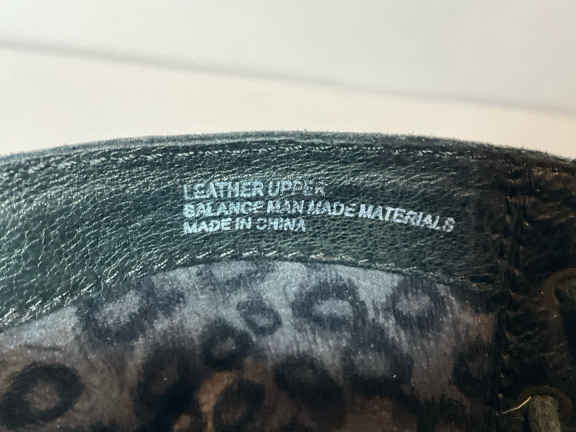 LEATHER UPPER
BALANCE MAN MADE MATERIALS
MADE IN CHINA